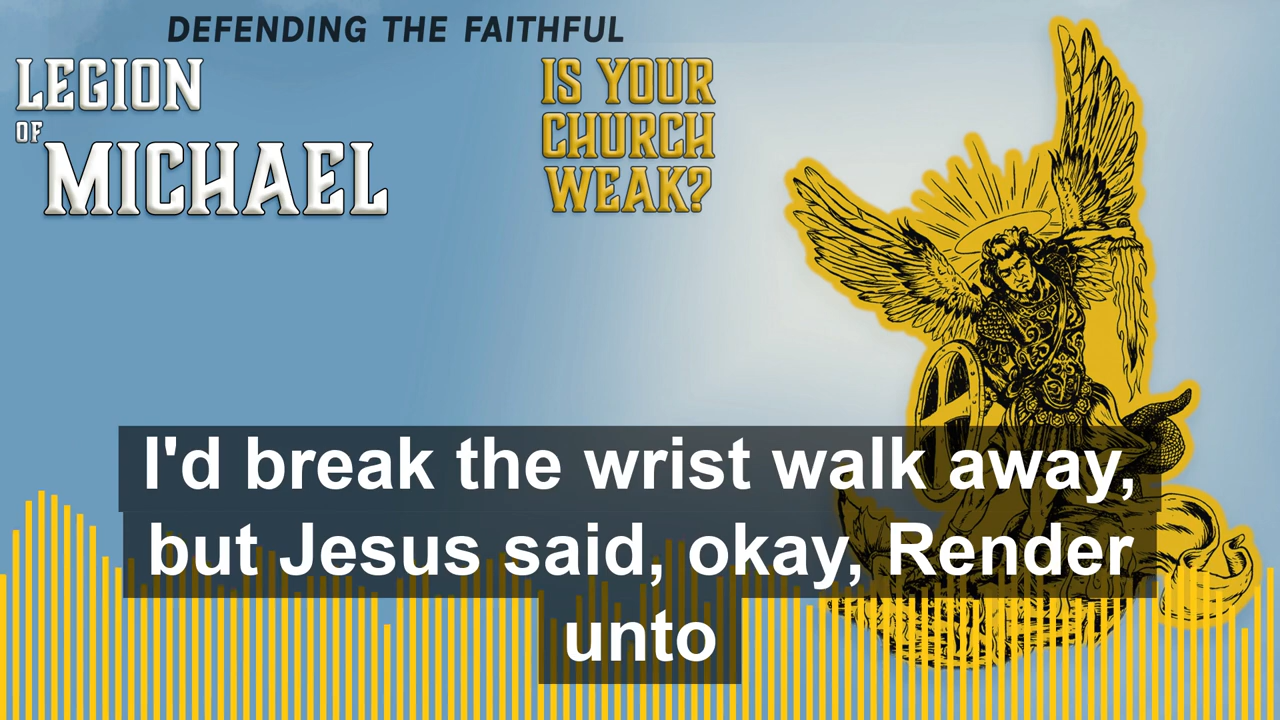 DEFENDING THE FAITHFUL
LEGION
OF
MICHAEL
IS YOUR
CHURCH
WEAK?
I'd break the wrist walk away,
but Jesus said, okay, Render
unto